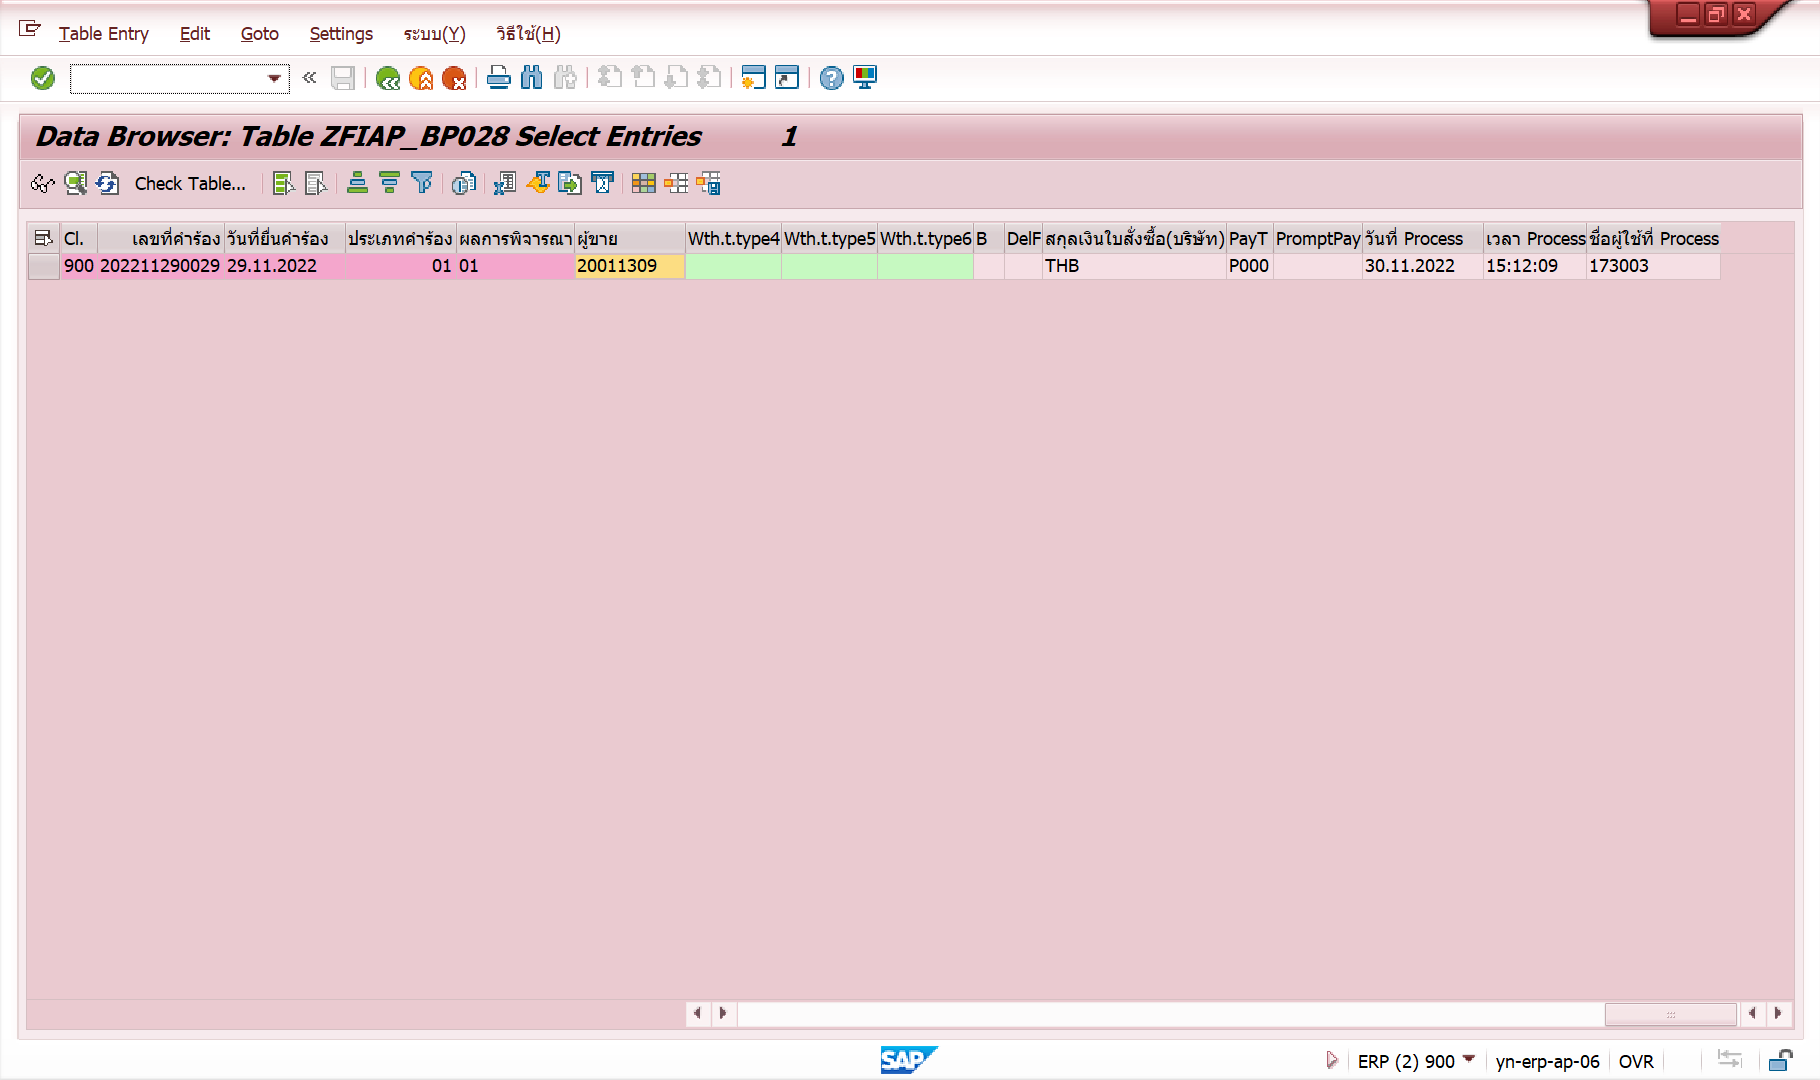 Table Entry Edit Goto Settings ระบบ(Y) วิธีใช้(H)
Data Browser: Table ZFIAP_BP028 Select Entries 1
Check Table...
Cl. เลขที่คำร้อง วันที่ยื่นคำร้อง ประเภทคำร้อง ผลการพิจารณา ผู้ขาย Wth.t.type4 Wth.t.type5 Wth.t.type6 B DelF สกุลเงินใบสั่งซื้อ(บริษัท) PayT PromptPay วันที่ Process เวลา Process ชื่อผู้ใช้ที่ Process
900 202211290029 29.11.2022 01 01 20011309 THB P000 30.11.2022 15:12:09 173003
SAP ERP (2) 900 yn-erp-ap-06 OVR